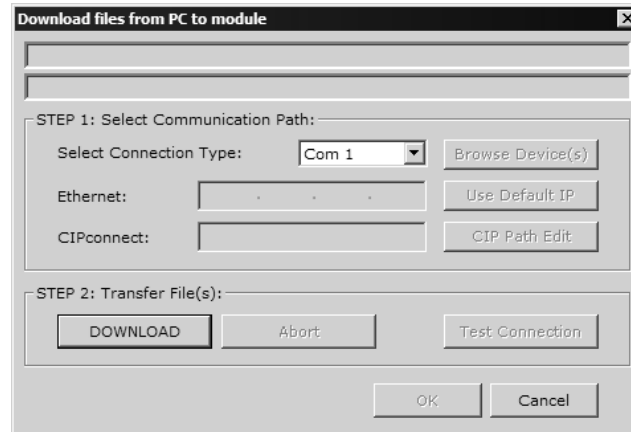 Download files from PC to module
STEP 1: Select Communication Path:
Select Connection Type: Com 1 Browse Device(s)
Ethernet: . . . Use Default IP
CIPconnect: CIP Path Edit
STEP 2: Transfer File(s):
DOWNLOAD Abort Test Connection
OK Cancel